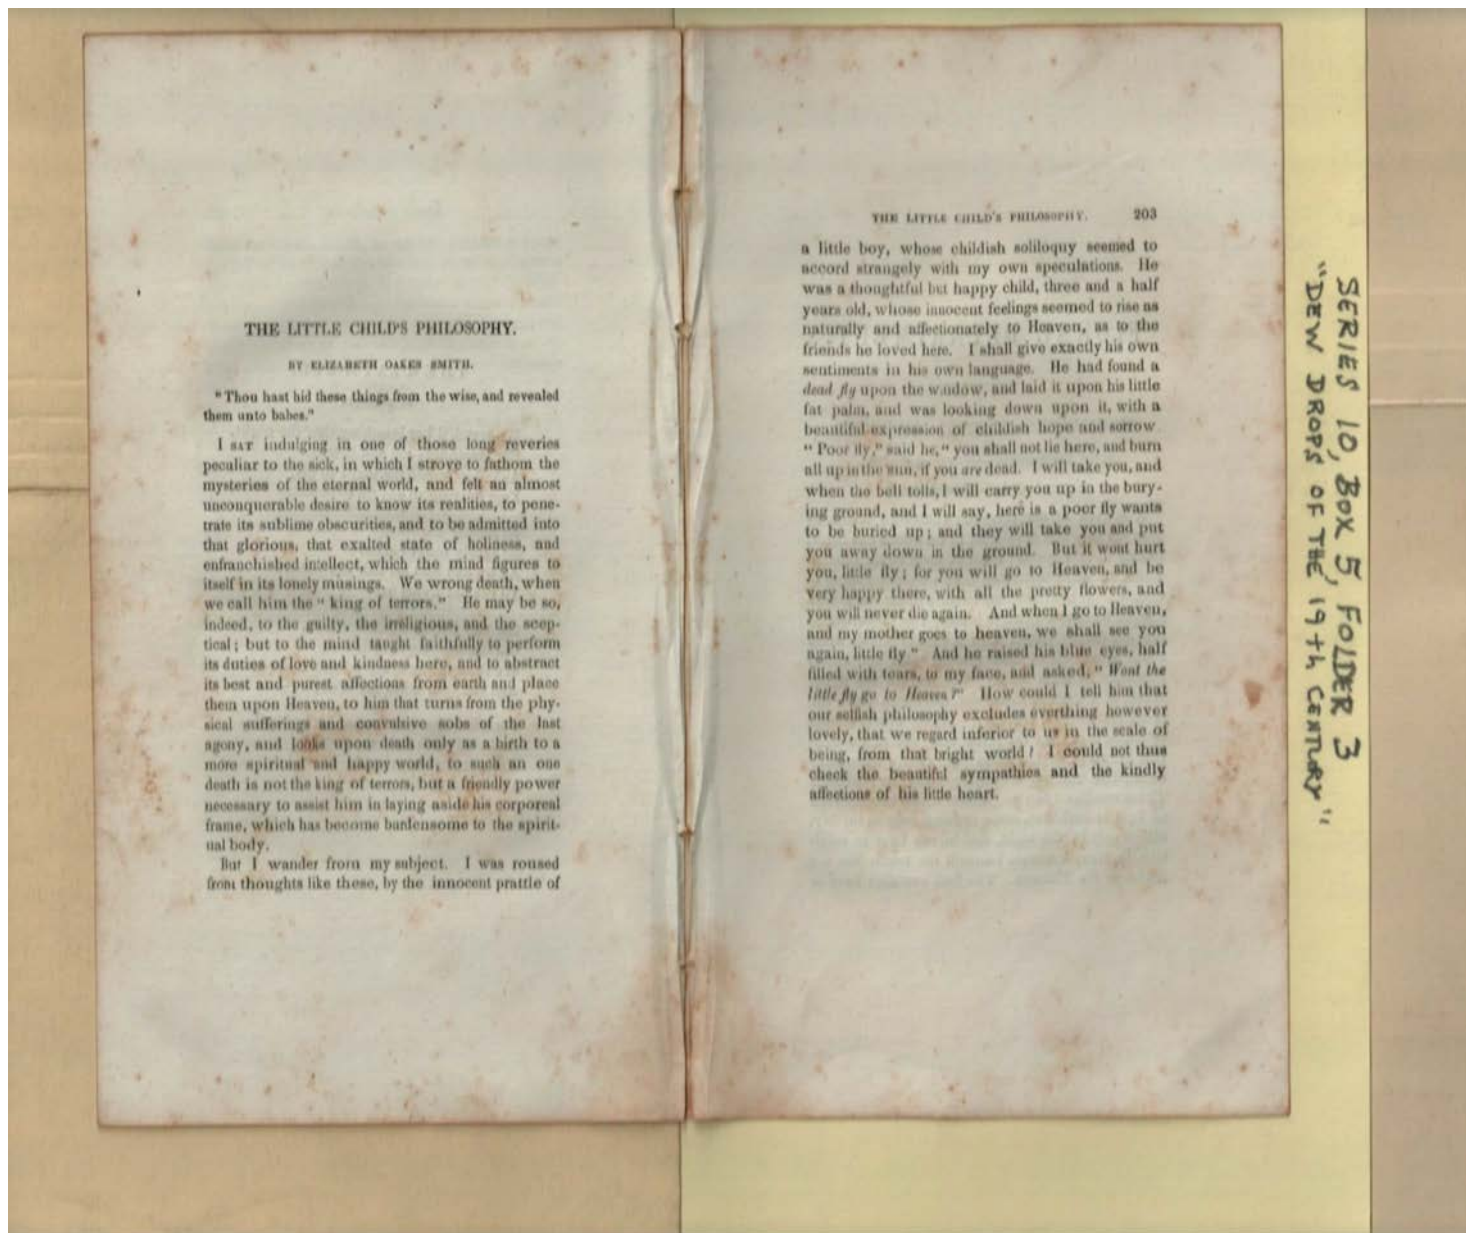 THE LITTLE CHILD'S PHILOSOPHY.
BY ELIZABETH OAKES SMITH.
"Thou hast hid these things from the wise, and revealed
them unto babes."
I SAT indulging in one of those long reveries
peculiar to the sick, in which I strove to fathom the
mysteries of the eternal world, and felt an almost
unconquerable desire to know its realities, to pene-
trate its sublime obscurities, and to be admitted into
that glorious, that exalted state of holiness, and
enfranchished intellect, which the mind figures to
itself in its lonely musings. We wrong death, when
we call him the "king of terrors." He may be so,
indeed, to the guilty, the irreligious, and the scep-
tical; but to the mind taught faithfully to perform
its duties of love and kindness here, and to abstract
its best and purest affections from earth and place
them upon Heaven, to him that turns from the phy-
sical sufferings and convulsive sobs of the last
agony, and looks upon death only as a birth to a
more spiritual and happy world, to such an one
death is not the king of terrors, but a friendly power
necessary to assist him in laying aside his corporeal
frame, which has become burdensome to the spirit-
ual body.
But I wander from my subject. I was roused
from thoughts like these, by the innocent prattle of
THE LITTLE CHILD'S PHILOSOPHY. 203
a little boy, whose childish soliloquy seemed to
accord strangely with my own speculations. He
was a thoughtful but happy child, three and a half
years old, whose innocent feelings seemed to rise as
naturally and affectionately to Heaven, as to the
friends he loved here. I shall give exactly his own
sentiments in his own language. He had found a
dead fly upon the window, and laid it upon his little
fat palm, and was looking down upon it, with a
beautiful expression of childish hope and sorrow.
"Poor fly," said he, "you shall not lie here, and burn
all up in the sun, if you are dead. I will take you, and
when the bell tolls, I will carry you up in the bury-
ing ground, and I will say, here is a poor fly wants
to be buried up; and they will take you and put
you away down in the ground. But it wont hurt
you, little fly; for you will go to Heaven, and be
very happy there, with all the pretty flowers, and
you will never die again. And when I go to Heaven,
and my mother goes to heaven, we shall see you
again, little fly" And he raised his blue eyes, half
filled with tears, to my face, and asked, "Wont the
little fly go to Heaven?" How could I tell him that
our selfish philosophy excludes everthing however
lovely, that we regard inferior to us in the scale of
being, from that bright world! I could not thus
check the beautiful sympathies and the kindly
affections of his little heart.
SERIES 10, BOX 5, FOLDER 3
"DEW DROPS OF THE 19th CENTURY"